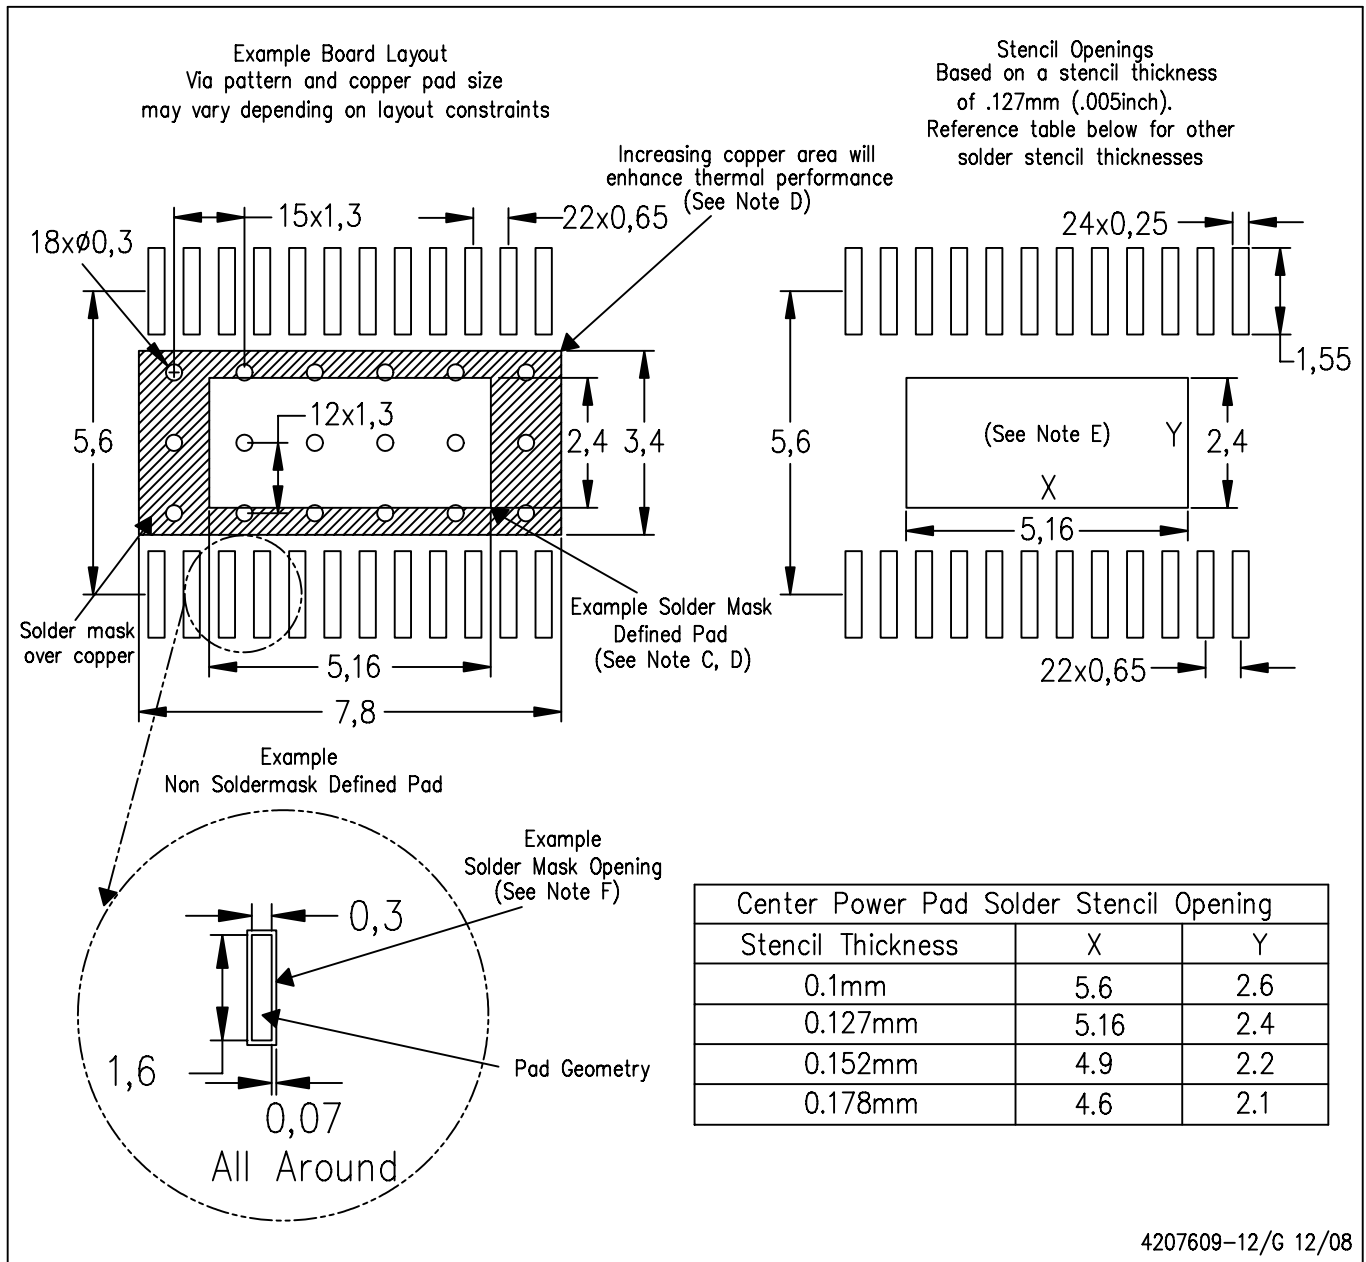 Example Board Layout
Via pattern and copper pad size
may vary depending on layout constraints
Stencil Openings
Based on a stencil thickness
of .127mm (.005inch).
Reference table below for other
solder stencil thicknesses
Increasing copper area will
enhance thermal performance
(See Note D)
15x1,3
22x0,65
18xø0,3
5,6
12x1,3
2,4
3,4
Solder mask
over copper
Example Solder Mask
Defined Pad
(See Note C, D)
5,16
7,8
24x0,25
1,55
5,6
(See Note E)
Y
X
2,4
5,16
22x0,65
Example
Non Soldermask Defined Pad
Example
Solder Mask Opening
(See Note F)
0,3
1,6
Pad Geometry
0,07
All Around
Center Power Pad Solder Stencil Opening
Stencil Thickness X Y
0.1mm 5.6 2.6
0.127mm 5.16 2.4
0.152mm 4.9 2.2
0.178mm 4.6 2.1
4207609-12/G 12/08